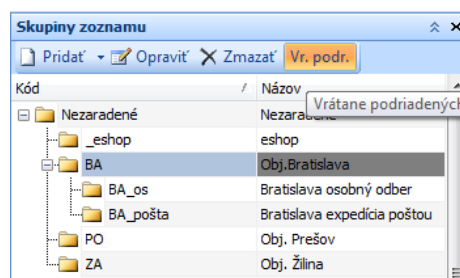 Skupiny zoznamu
Pridať Opraviť Zmazať Vr. podr.
Kód / Názov
Vrátane podriadených
Nezaradené Nezaradené
_eshop eshop
BA Obj.Bratislava
BA_os Bratislava osobný odber
BA_pošta Bratislava expedícia poštou
PO Obj. Prešov
ZA Obj. Žilina